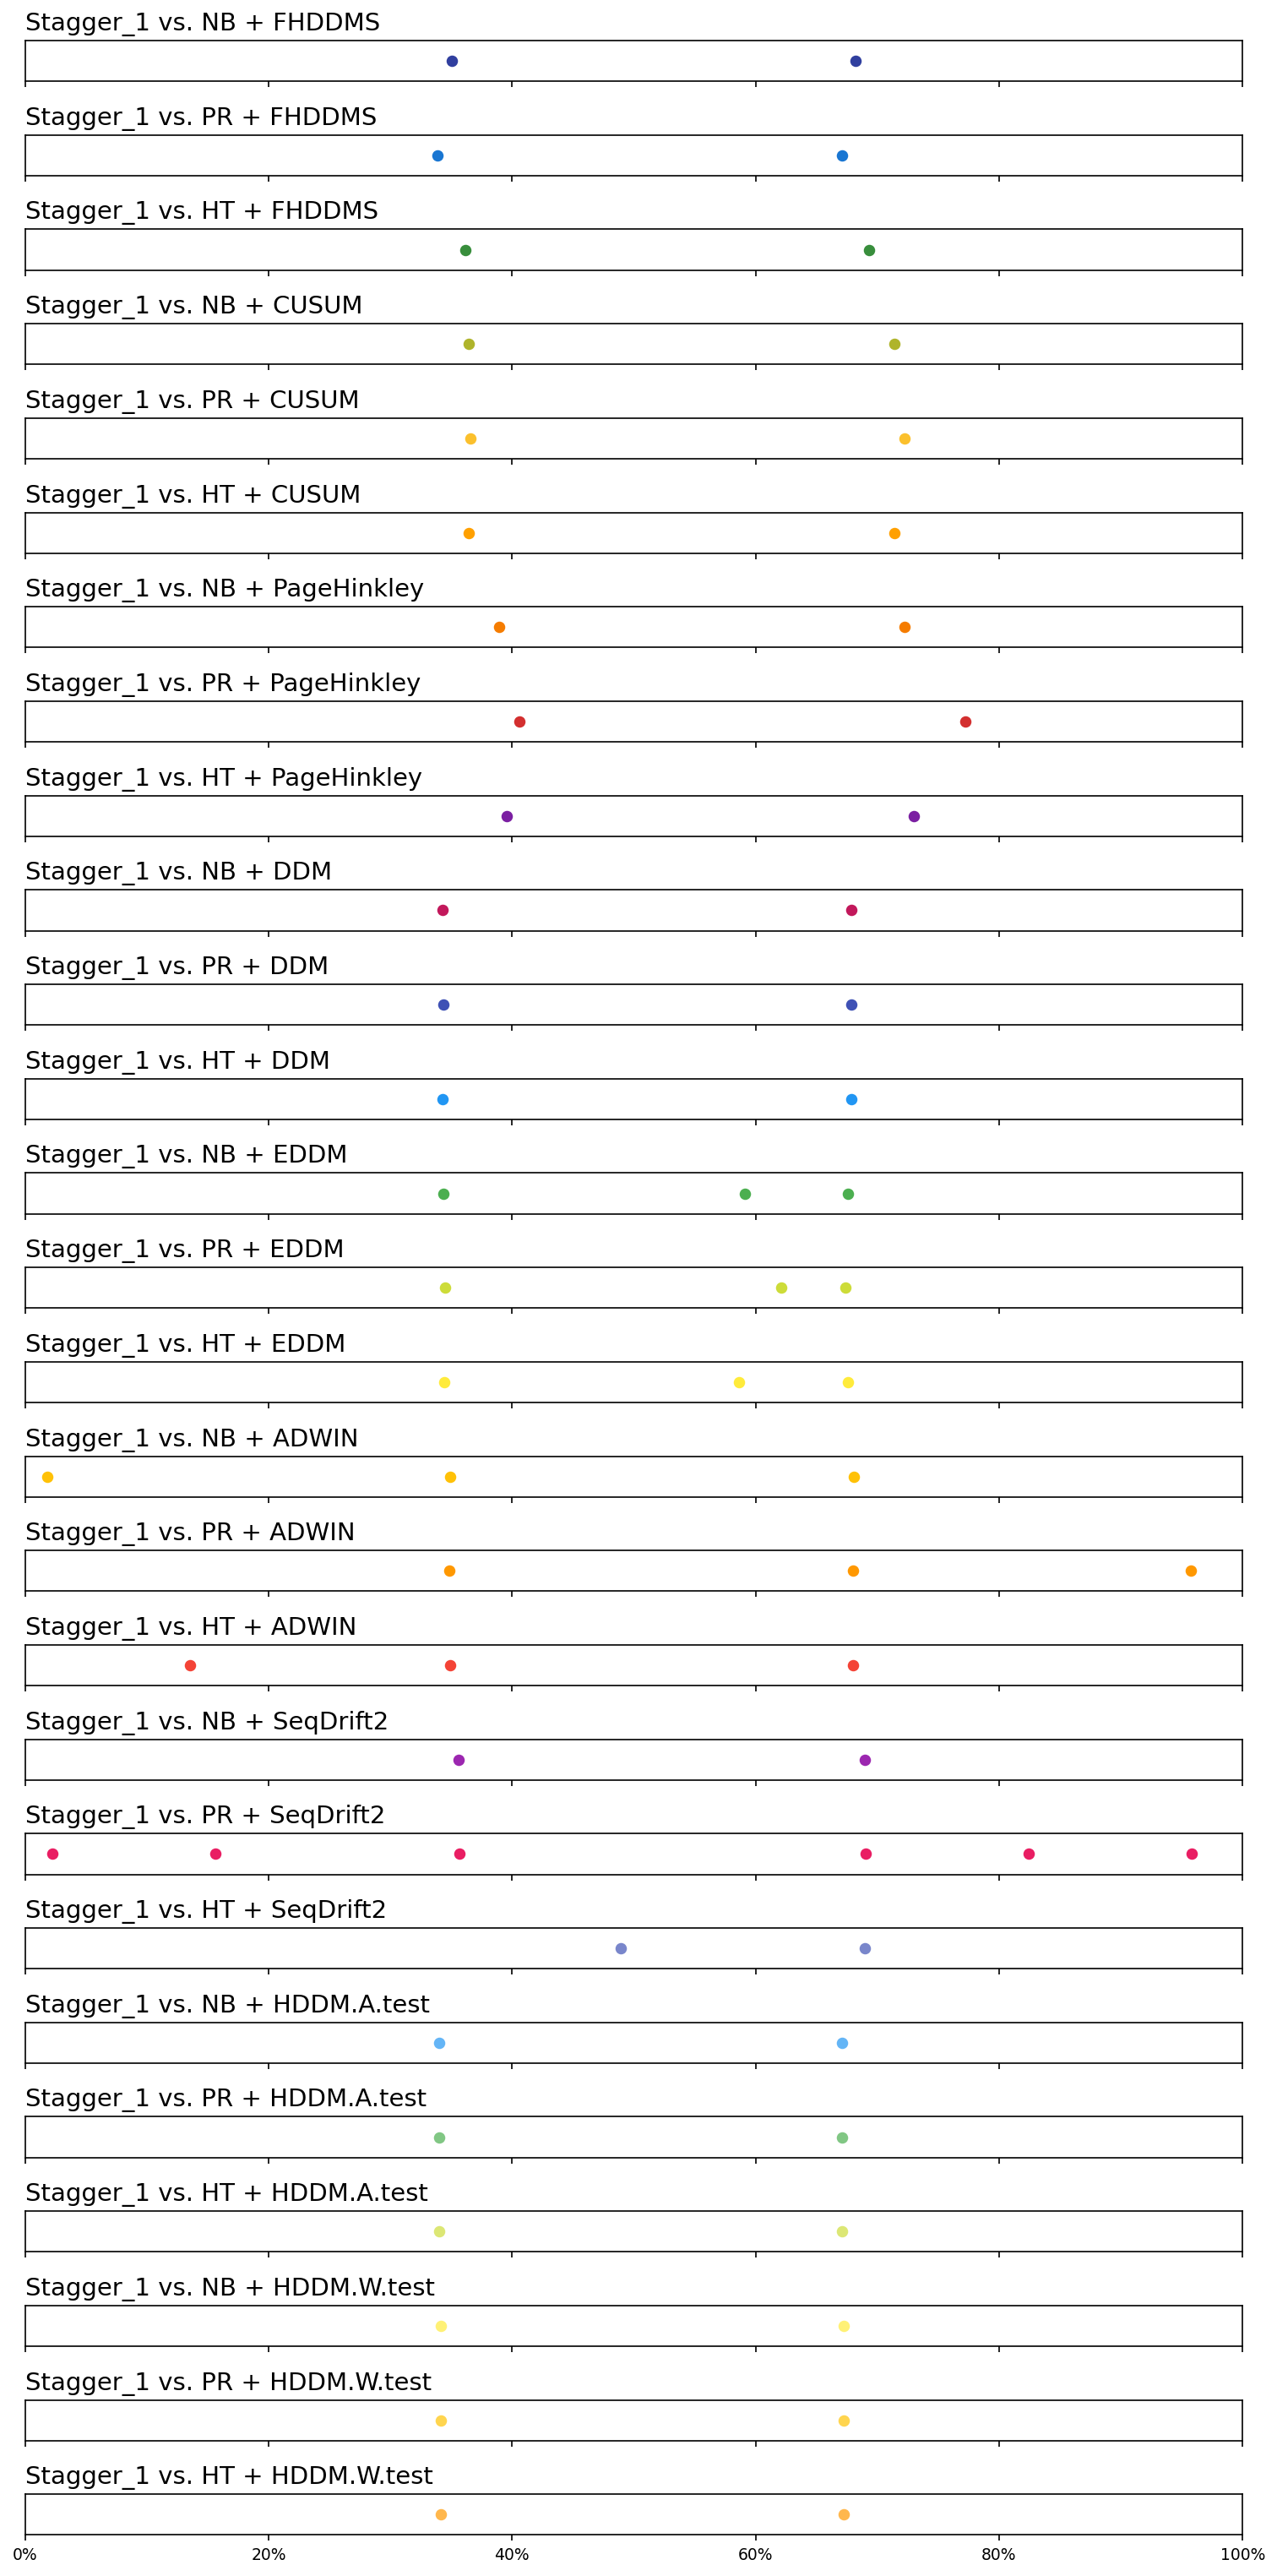 Stagger_1 vs. NB + FHDDMS
Stagger_1 vs. PR + FHDDMS
Stagger_1 vs. HT + FHDDMS
Stagger_1 vs. NB + CUSUM
Stagger_1 vs. PR + CUSUM
Stagger_1 vs. HT + CUSUM
Stagger_1 vs. NB + PageHinkley
Stagger_1 vs. PR + PageHinkley
Stagger_1 vs. HT + PageHinkley
Stagger_1 vs. NB + DDM
Stagger_1 vs. PR + DDM
Stagger_1 vs. HT + DDM
Stagger_1 vs. NB + EDDM
Stagger_1 vs. PR + EDDM
Stagger_1 vs. HT + EDDM
Stagger_1 vs. NB + ADWIN
Stagger_1 vs. PR + ADWIN
Stagger_1 vs. HT + ADWIN
Stagger_1 vs. NB + SeqDrift2
Stagger_1 vs. PR + SeqDrift2
Stagger_1 vs. HT + SeqDrift2
Stagger_1 vs. NB + HDDM.A.test
Stagger_1 vs. PR + HDDM.A.test
Stagger_1 vs. HT + HDDM.A.test
Stagger_1 vs. NB + HDDM.W.test
Stagger_1 vs. PR + HDDM.W.test
Stagger_1 vs. HT + HDDM.W.test
0% 20% 40% 60% 80% 100%